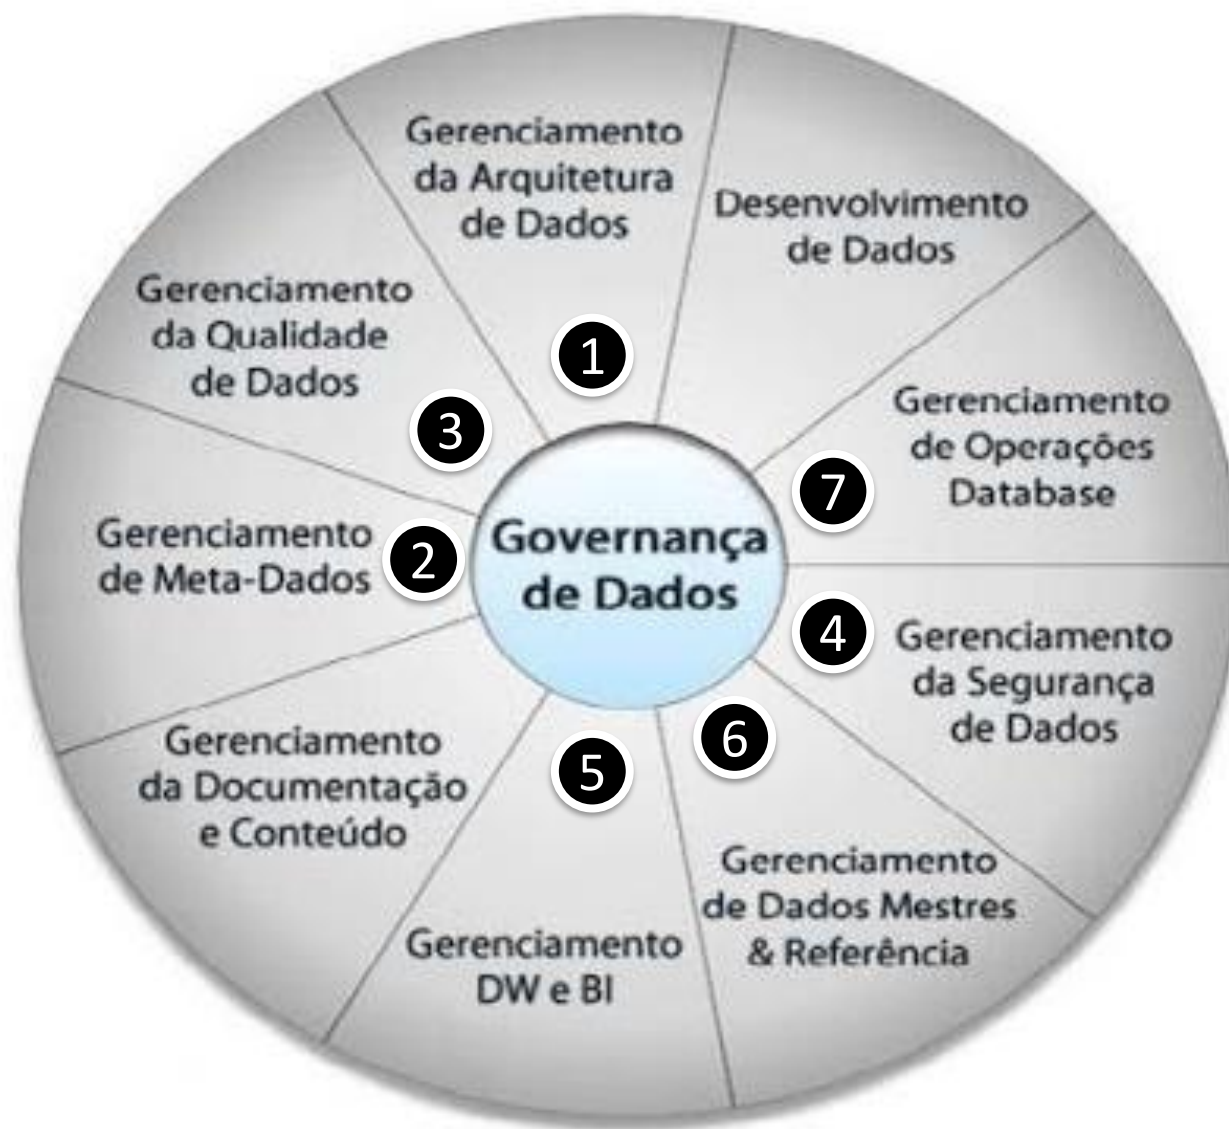 Gerenciamento
da Arquitetura
de Dados
1
Desenvolvimento
de Dados
Gerenciamento
de Operações
Database
7
Gerenciamento
da Segurança
de Dados
4
Gerenciamento
de Dados Mestres
& Referência
6
Gerenciamento
DW e BI
5
Gerenciamento
da Documentação
e Conteúdo
Gerenciamento
de Meta-Dados
2
Gerenciamento
da Qualidade
de Dados
3
Governança
de Dados